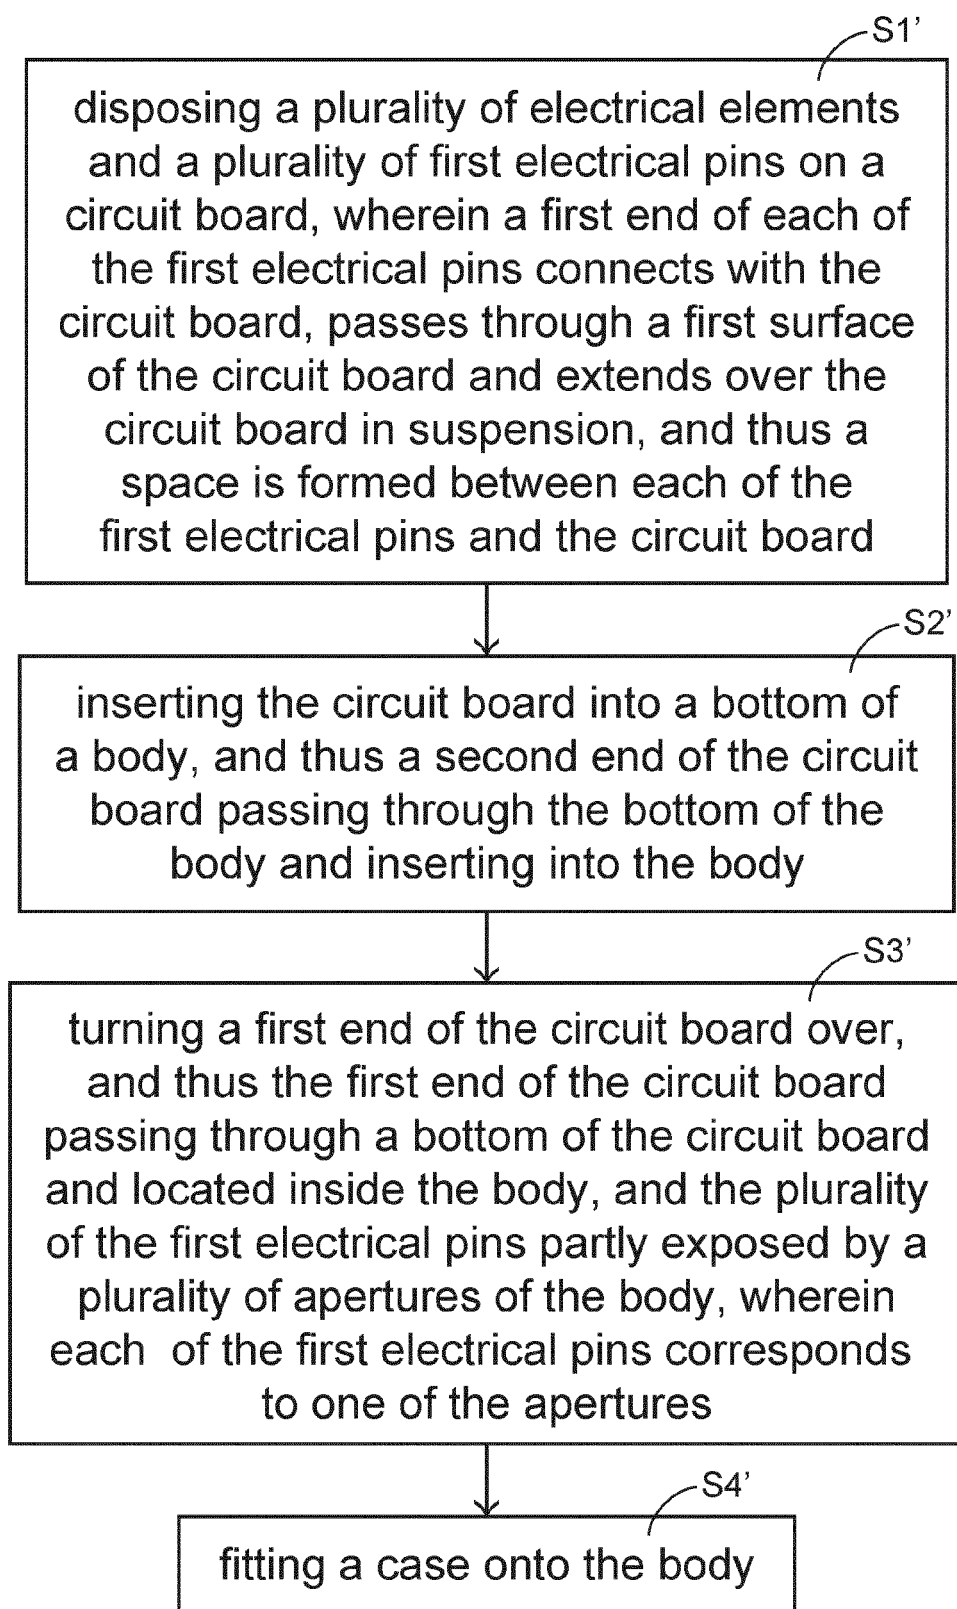 S1’
disposing a plurality of electrical elements
and a plurality of first electrical pins on a
circuit board, wherein a first end of each of
the first electrical pins connects with the
circuit board, passes through a first surface
of the circuit board and extends over the
circuit board in suspension, and thus a
space is formed between each of the
first electrical pins and the circuit board
S2’
inserting the circuit board into a bottom of
a body, and thus a second end of the circuit
board passing through the bottom of the
body and inserting into the body
S3’
turning a first end of the circuit board over,
and thus the first end of the circuit board
passing through a bottom of the circuit board
and located inside the body, and the plurality
of the first electrical pins partly exposed by a
plurality of apertures of the body, wherein
each of the first electrical pins corresponds
to one of the apertures
S4’
fitting a case onto the body